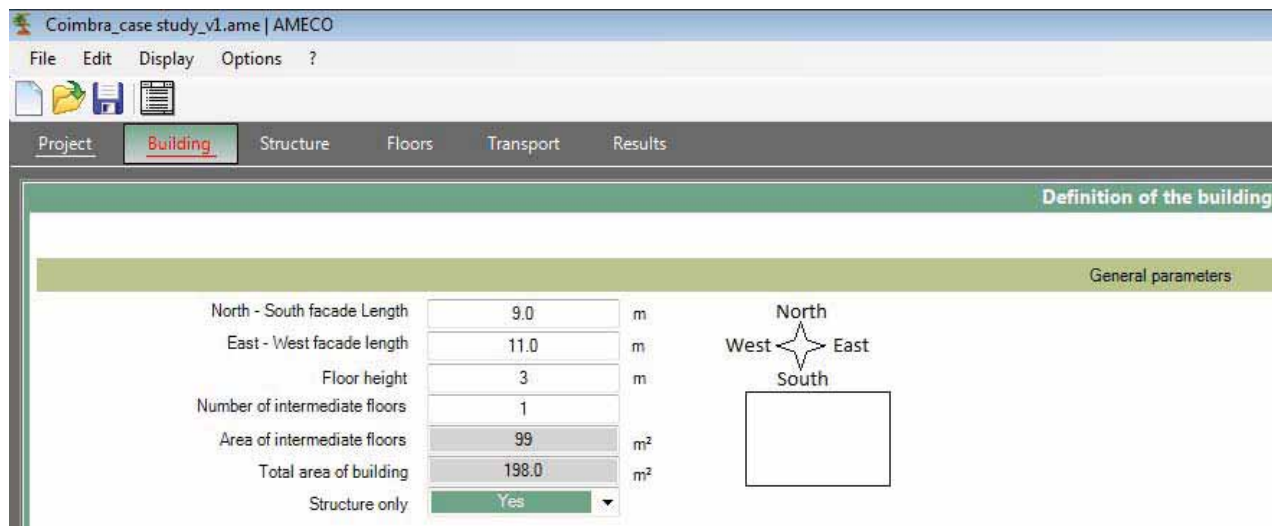 Coimbra_case study_v1.ame | AMECO
File Edit Display Options ?
Project Building Structure Floors Transport Results
Definition of the building
General parameters
North - South facade Length 9.0 m
East - West facade length 11.0 m
Floor height 3 m
Number of intermediate floors 1
Area of intermediate floors 99 m²
Total area of building 198.0 m²
Structure only Yes
North
West East
South